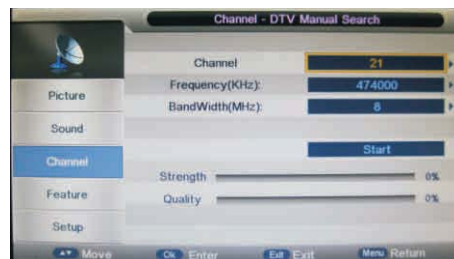 Channel - DTV Manual Search
Channel 21
Frequency(KHz): 474000
BandWidth(MHz): 8
Start
Strength 0%
Quality 0%
Picture
Sound
Channel
Feature
Setup
Move Ok Enter Exit Exit Menu Return